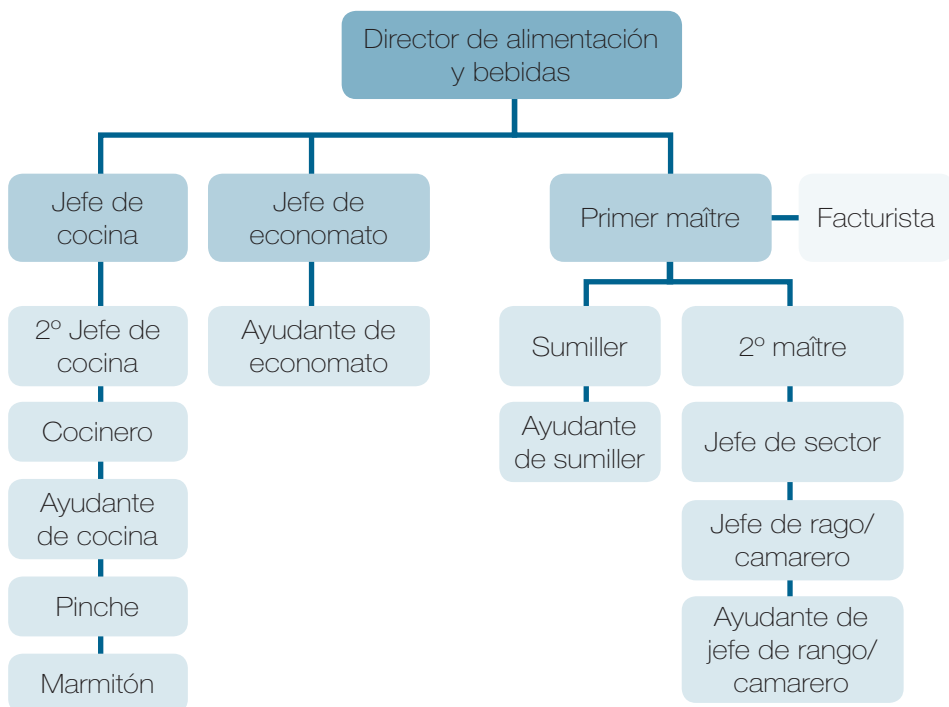 Director de alimentación
y bebidas
Jefe de
cocina
Jefe de
economato
Primer maître
Facturista
2º Jefe de
cocina
Ayudante de
economato
Sumiller
2º maître
Cocinero
Ayudante
de sumiller
Jefe de sector
Ayudante
de cocina
Jefe de rago/
camarero
Pinche
Ayudante de
jefe de rango/
camarero
Marmitón